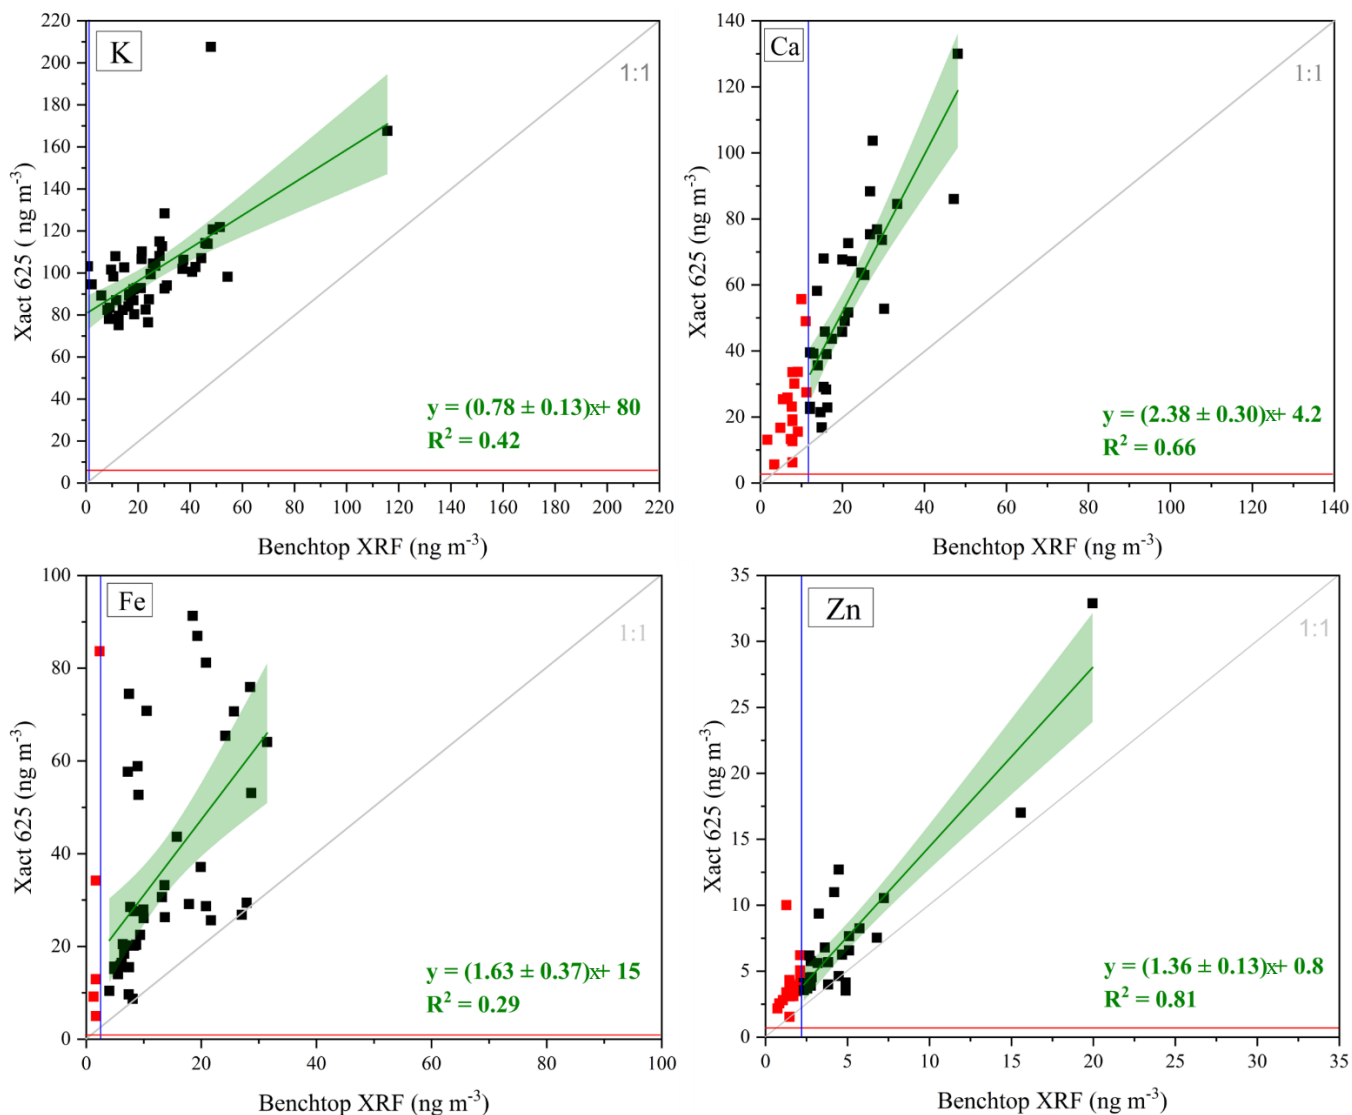 K
1:1
Xact 625 ( ng m⁻³)
220
200
180
160
140
120
100
80
60
40
20
0
y = (0.78 ± 0.13)x+ 80
R² = 0.42
0 20 40 60 80 100 120 140 160 180 200 220
Benchtop XRF (ng m⁻³)
Ca
1:1
Xact 625 (ng m⁻³)
140
120
100
80
60
40
20
0
y = (2.38 ± 0.30)x+ 4.2
R² = 0.66
0 20 40 60 80 100 120 140
Benchtop XRF (ng m⁻³)
Fe
1:1
Xact 625 (ng m⁻³)
100
80
60
40
20
0
y = (1.63 ± 0.37)x+ 15
R² = 0.29
0 20 40 60 80 100
Benchtop XRF (ng m⁻³)
Zn
1:1
Xact 625 (ng m⁻³)
35
30
25
20
15
10
5
0
y = (1.36 ± 0.13)x+ 0.8
R² = 0.81
0 5 10 15 20 25 30 35
Benchtop XRF (ng m⁻³)